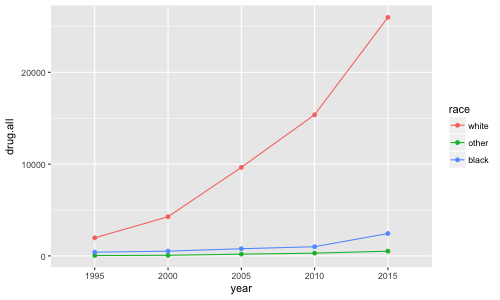 drug.all
20000
10000
0
1995 2000 2005 2010 2015
year
race
white
other
black